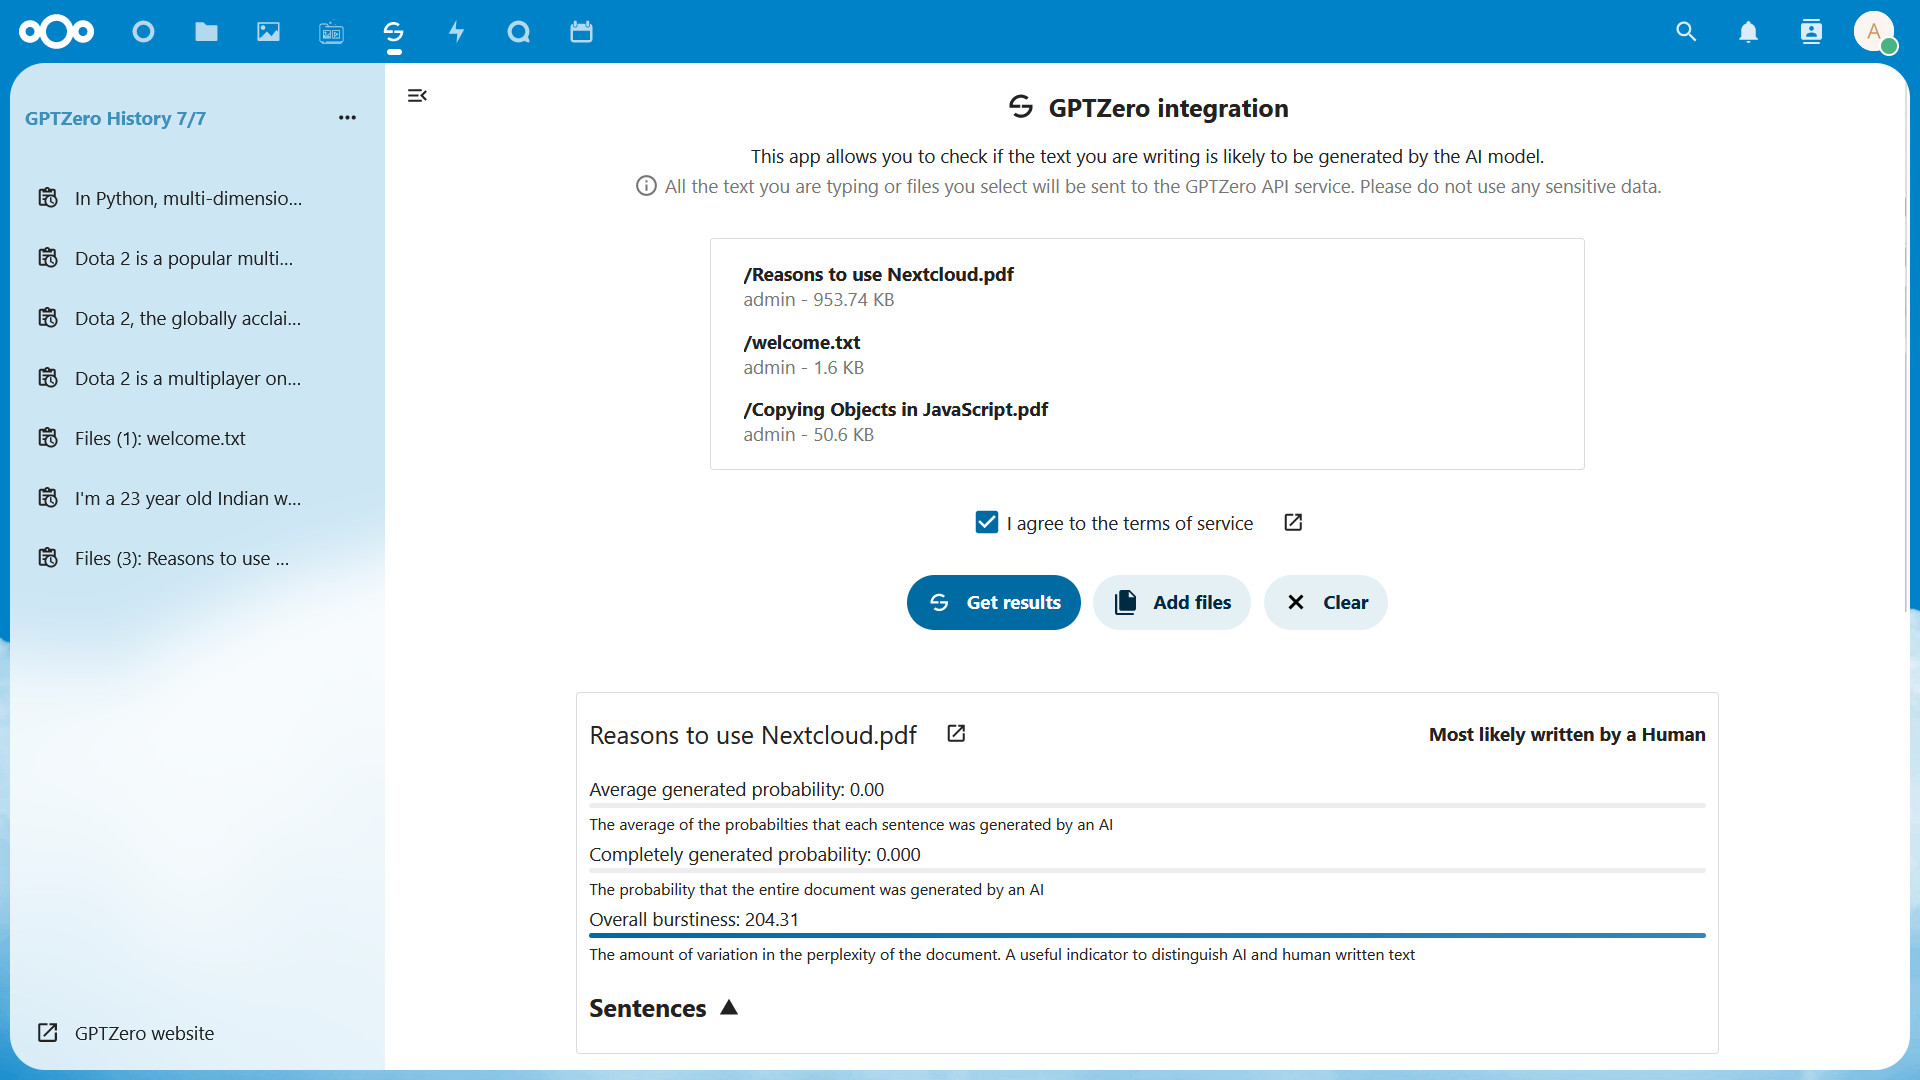 A
GPTZero History 7/7
In Python, multi-dimensio...
Dota 2 is a popular multi...
Dota 2, the globally acclai...
Dota 2 is a multiplayer on...
Files (1): welcome.txt
I'm a 23 year old Indian w...
Files (3): Reasons to use ...
GPTZero website
GPTZero integration
This app allows you to check if the text you are writing is likely to be generated by the AI model.
All the text you are typing or files you select will be sent to the GPTZero API service. Please do not use any sensitive data.
/Reasons to use Nextcloud.pdf
admin - 953.74 KB
/welcome.txt
admin - 1.6 KB
/Copying Objects in JavaScript.pdf
admin - 50.6 KB
I agree to the terms of service
Get results
Add files
Clear
Reasons to use Nextcloud.pdf
Most likely written by a Human
Average generated probability: 0.00
The average of the probabilties that each sentence was generated by an AI
Completely generated probability: 0.000
The probability that the entire document was generated by an AI
Overall burstiness: 204.31
The amount of variation in the perplexity of the document. A useful indicator to distinguish AI and human written text
Sentences